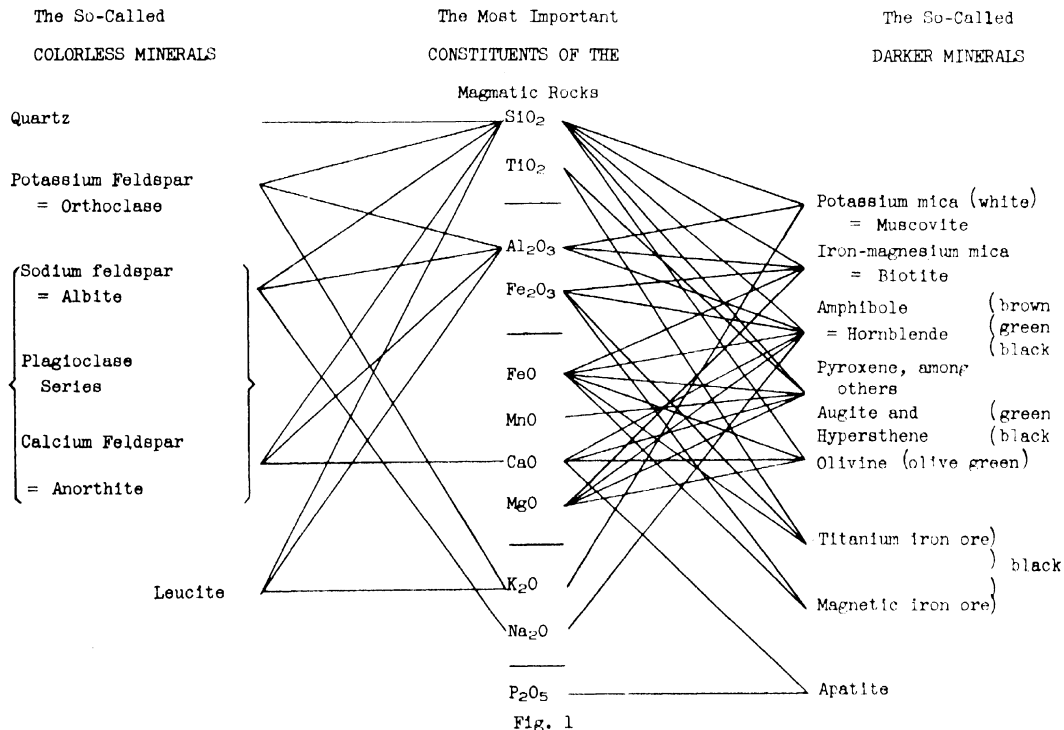 The So-Called
COLORLESS MINERALS
Quartz
Potassium Feldspar
= Orthoclase
Sodium feldspar
= Albite
Plagioclase
Series
Calcium Feldspar
= Anorthite
Leucite
The Most Important
CONSTITUENTS OF THE
Magmatic Rocks
SiO₂
TiO₂
Al₂O₃
Fe₂O₃
FeO
MnO
CaO
MgO
K₂O
Na₂O
P₂O₅
The So-Called
DARKER MINERALS
Potassium mica (white)
= Muscovite
Iron-magnesium mica
= Biotite
Amphibole (brown
= Hornblende (green
(black
Pyroxene, among
others
Augite and (green
Hypersthene (black
Olivine (olive green)
Titanium iron ore)
) black
Magnetic iron ore)
Apatite
Fig. 1